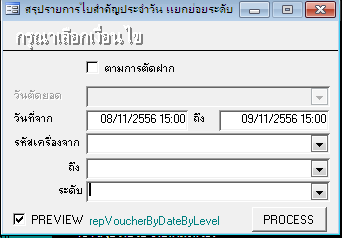 สรุปรายการใบสำคัญประจำวัน แยกย่อยระดับ
กรุณาเลือกเงื่อนไข
ตามการตัดฝาก
วันตัดยอด
วันที่จาก 08/11/2556 15:00 ถึง 09/11/2556 15:00
รหัสเครื่องจาก
ถึง
ระดับ
PREVIEW repVoucherByDateByLevel PROCESS